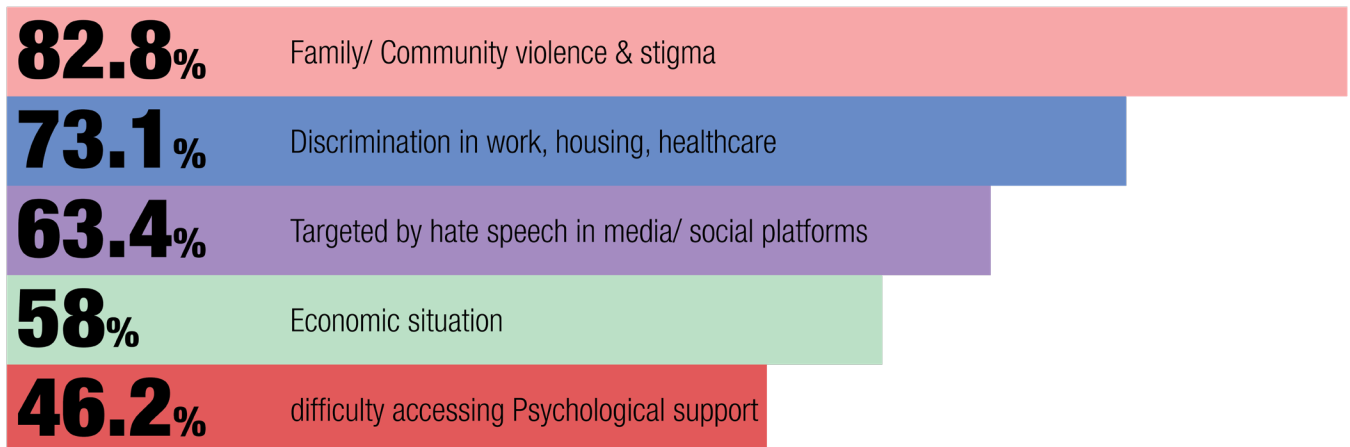 82.8% Family/ Community violence & stigma
73.1% Discrimination in work, housing, healthcare
63.4% Targeted by hate speech in media/ social platforms
58% Economic situation
46.2% difficulty accessing Psychological support